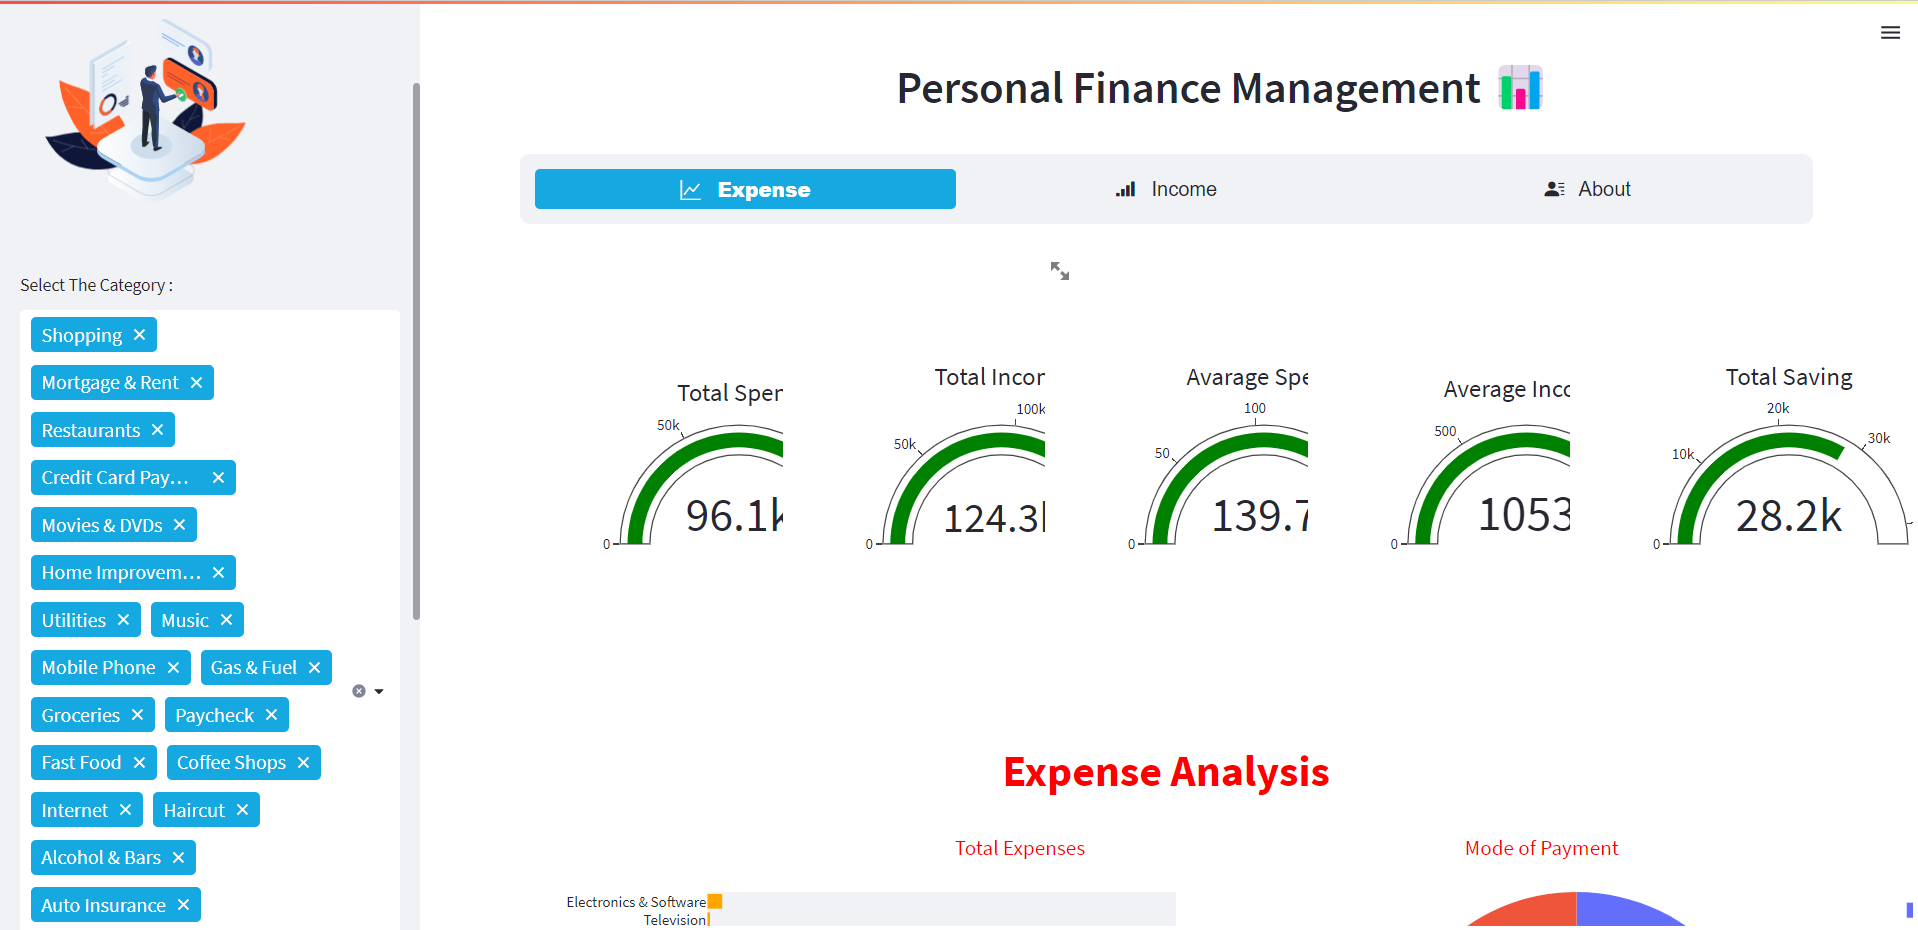 Personal Finance Management
Expense
Income
About
Select The Category :
Shopping
Mortgage & Rent
Restaurants
Credit Card Pay...
Movies & DVDs
Home Improvem...
Utilities Music
Mobile Phone Gas & Fuel
Groceries Paycheck
Fast Food Coffee Shops
Internet Haircut
Alcohol & Bars
Auto Insurance
Total Spen
50k
0
96.1k
Total Incon
50k
100k
0
124.3k
Avarage Spe
50
100
0
139.7
Average Inco
500
0
1053
Total Saving
10k
20k
30k
0
28.2k
Expense Analysis
Total Expenses
Electronics & Software
Television
Mode of Payment